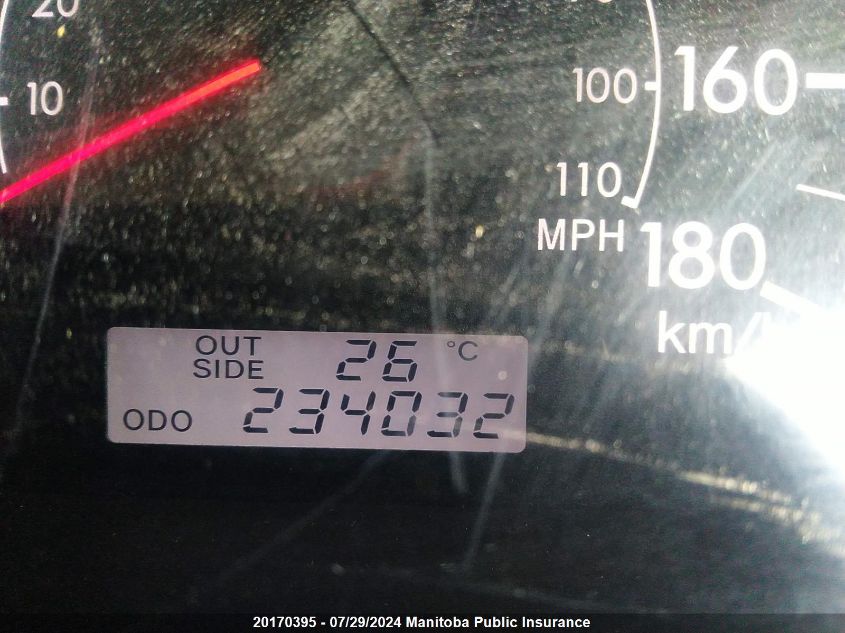 20
10
100
160
110
MPH
180
km/
OUT
SIDE
26 °C
ODO 234032
20170395 - 07/29/2024 Manitoba Public Insurance